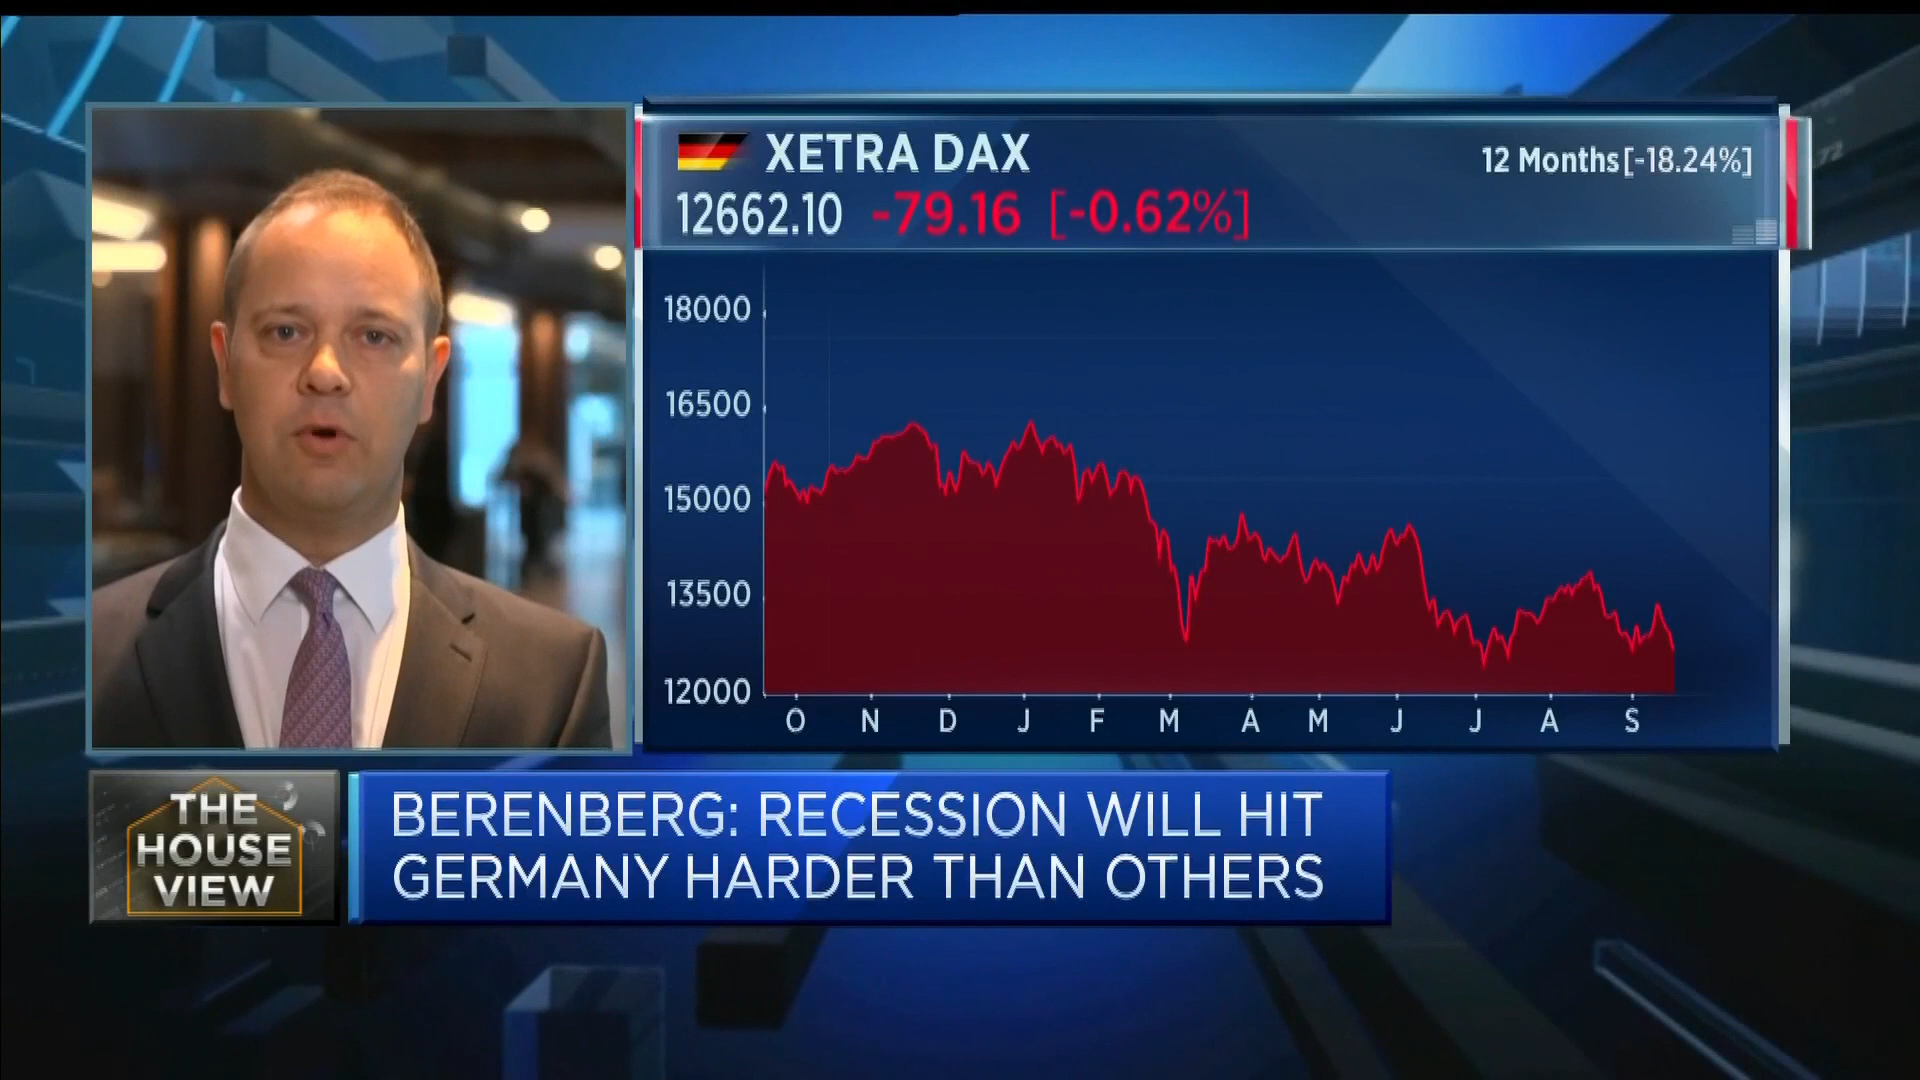 XETRA DAX
12 Months[-18.24%]
12662.10 -79.16 [-0.62%]
18000
16500
15000
13500
12000
O N D J F M A M J J A S
THE
HOUSE
VIEW
BERENBERG: RECESSION WILL HIT
GERMANY HARDER THAN OTHERS